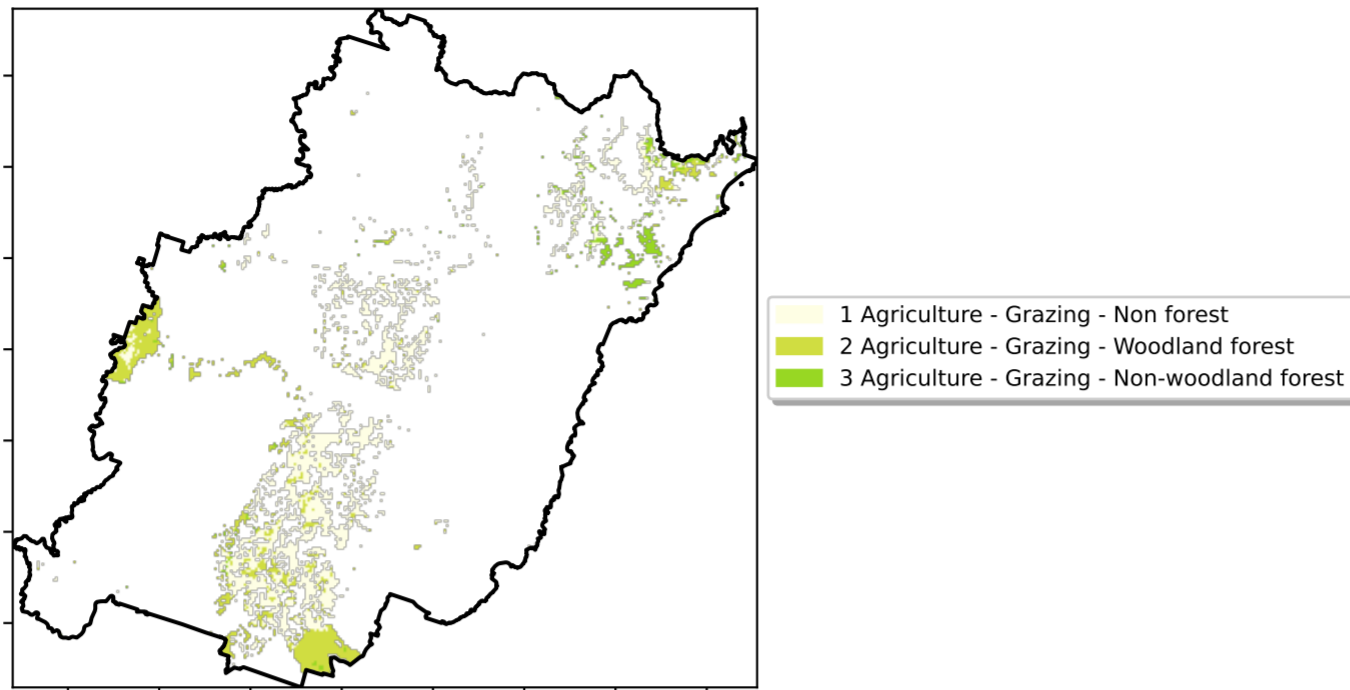 1 Agriculture - Grazing - Non forest
2 Agriculture - Grazing - Woodland forest
3 Agriculture - Grazing - Non-woodland forest